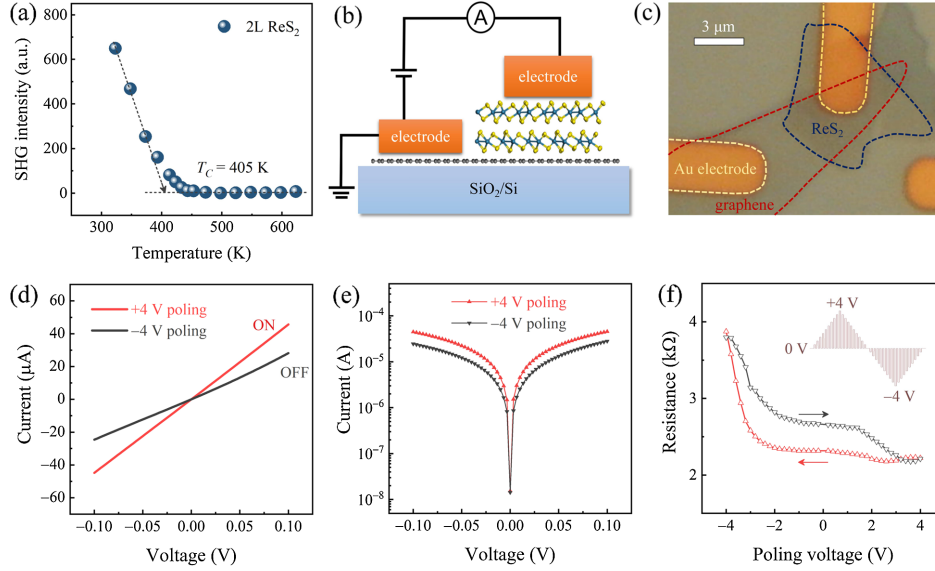 (a)
2L ReS₂
SHG intensity (a.u.)
800
600
400
200
0
T_C = 405 K
300 400 500 600
Temperature (K)
(b)
A
electrode
electrode
SiO₂/Si
(c)
3 μm
ReS₂
Au electrode
graphene
(d)
+4 V poling
−4 V poling
ON
OFF
Current (μA)
60
40
20
0
−20
−40
−60
−0.10 −0.05 0.00 0.05 0.10
Voltage (V)
(e)
+4 V poling
−4 V poling
Current (A)
10⁻⁴
10⁻⁵
10⁻⁶
10⁻⁷
10⁻⁸
−0.10 −0.05 0.00 0.05 0.10
Voltage (V)
(f)
+4 V
0 V
−4 V
Resistance (kΩ)
4
3
2
−4 −2 0 2 4
Poling voltage (V)